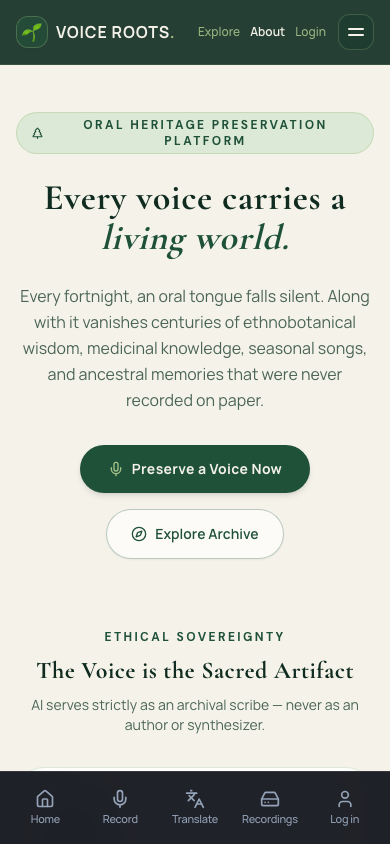 VOICE ROOTS.
Explore About Login
ORAL HERITAGE PRESERVATION
PLATFORM
Every voice carries a
living world.
Every fortnight, an oral tongue falls silent. Along
with it vanishes centuries of ethnobotanical
wisdom, medicinal knowledge, seasonal songs,
and ancestral memories that were never
recorded on paper.
Preserve a Voice Now
Explore Archive
ETHICAL SOVEREIGNTY
The Voice is the Sacred Artifact
AI serves strictly as an archival scribe — never as an
author or synthesizer.
Home Record Translate Recordings Log in